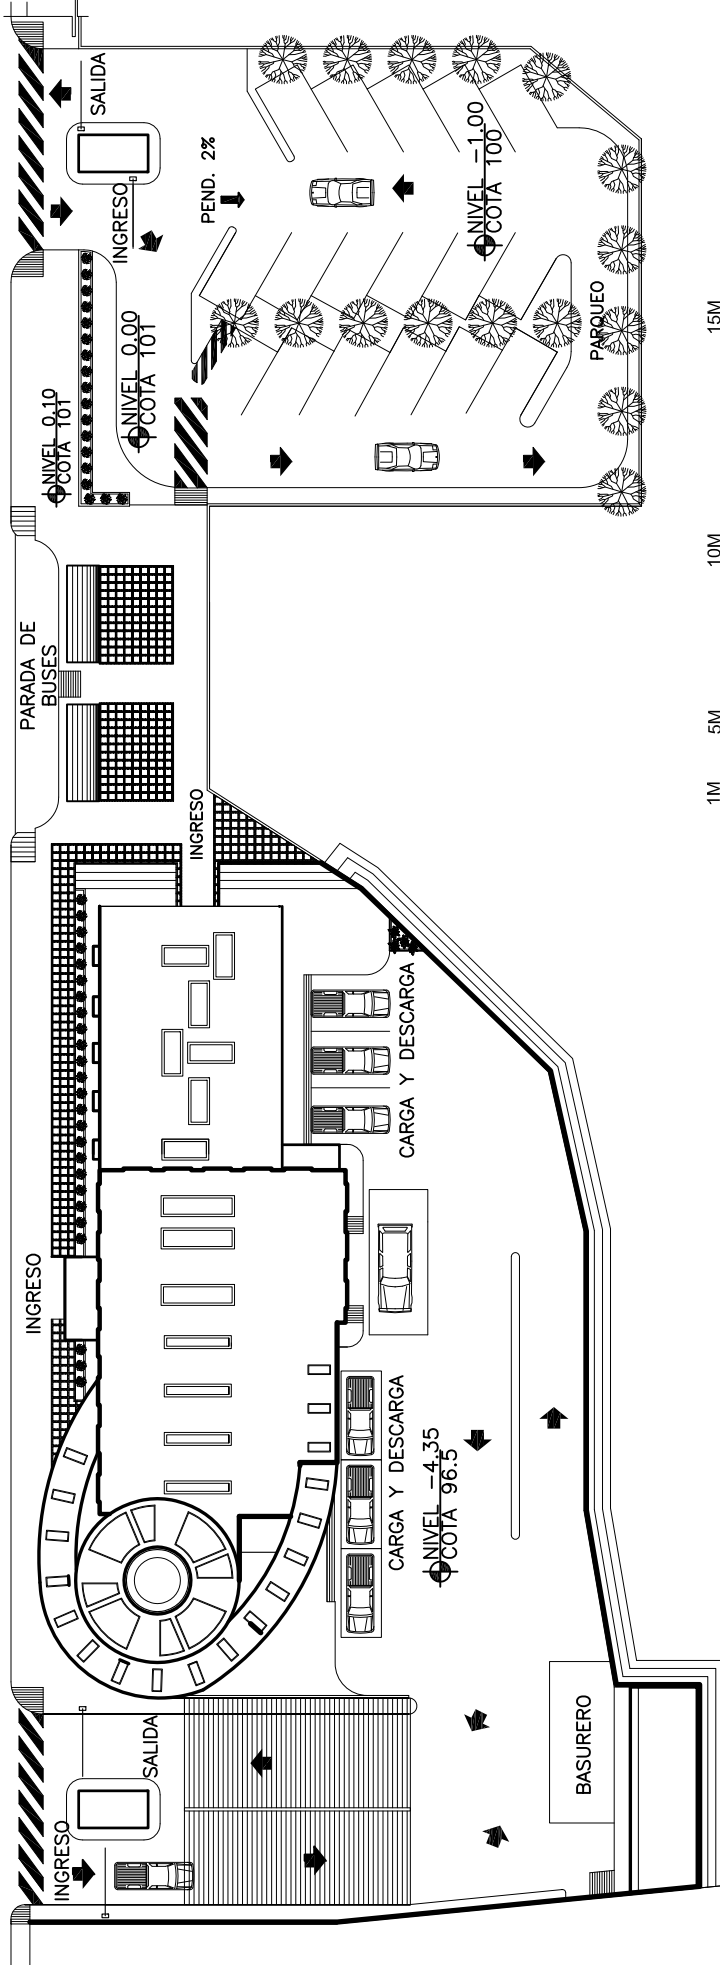 SALIDA
INGRESO
PEND. 2%
NIVEL -1.00
COTA 100
PARQUEO
NIVEL 0.00
COTA 101
NIVEL 0.10
COTA 101
15M
10M
5M
1M
PARADA DE
BUSES
INGRESO
CARGA Y DESCARGA
INGRESO
CARGA Y DESCARGA
NIVEL -4.35
COTA 96.5
SALIDA
INGRESO
BASURERO